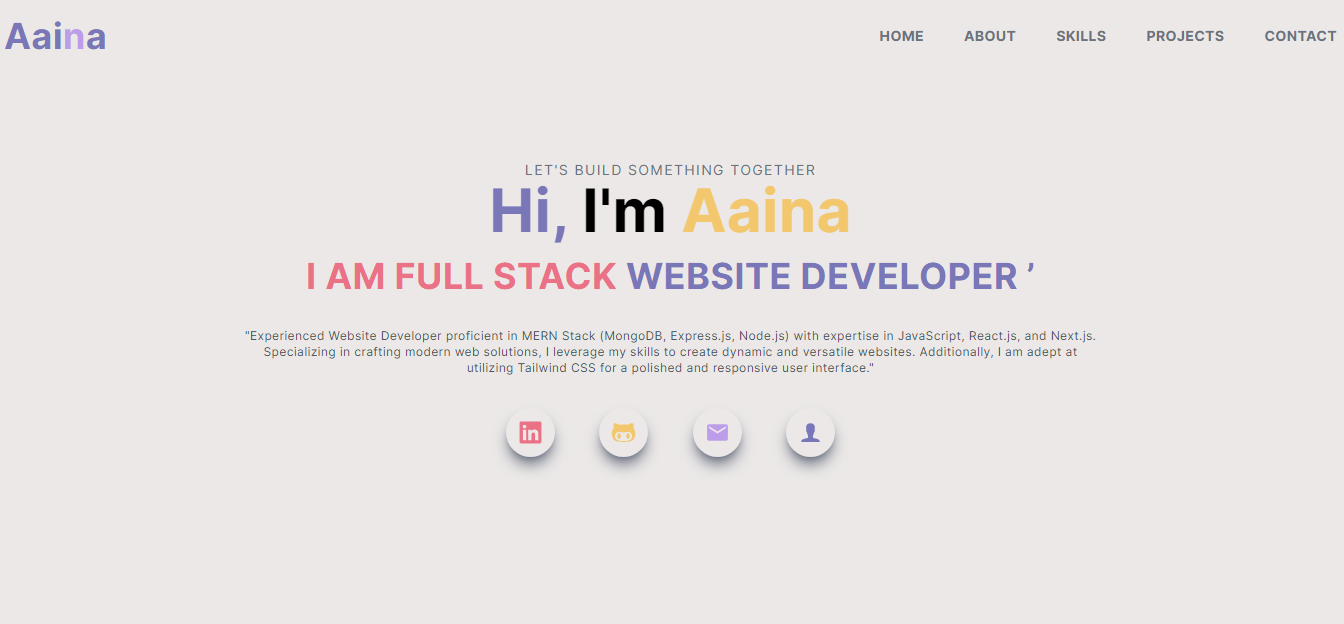 Aaina
HOME ABOUT SKILLS PROJECTS CONTACT
LET'S BUILD SOMETHING TOGETHER
Hi, I'm Aaina
I AM FULL STACK WEBSITE DEVELOPER ’
"Experienced Website Developer proficient in MERN Stack (MongoDB, Express.js, Node.js) with expertise in JavaScript, React.js, and Next.js.
Specializing in crafting modern web solutions, I leverage my skills to create dynamic and versatile websites. Additionally, I am adept at
utilizing Tailwind CSS for a polished and responsive user interface."
in